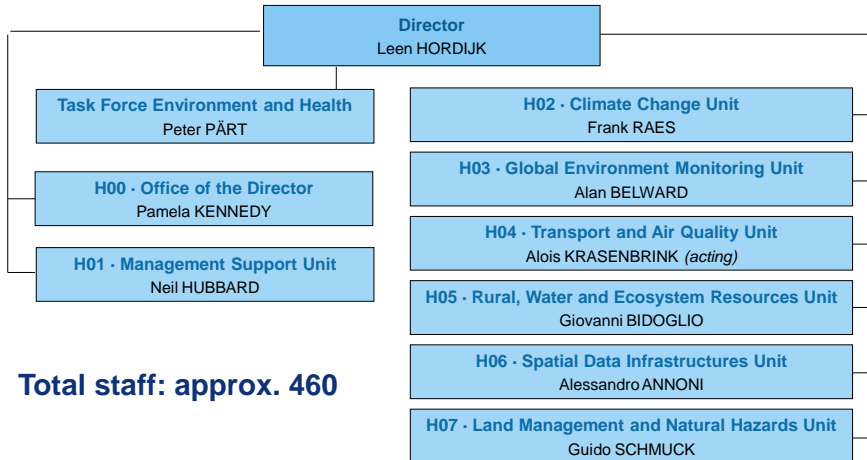 Director
Leen HORDIJK
Task Force Environment and Health
Peter PÄRT
H00 · Office of the Director
Pamela KENNEDY
H01 · Management Support Unit
Neil HUBBARD
Total staff: approx. 460
H02 · Climate Change Unit
Frank RAES
H03 · Global Environment Monitoring Unit
Alan BELWARD
H04 · Transport and Air Quality Unit
Alois KRASENBRINK (acting)
H05 · Rural, Water and Ecosystem Resources Unit
Giovanni BIDOGLIO
H06 · Spatial Data Infrastructures Unit
Alessandro ANNONI
H07 · Land Management and Natural Hazards Unit
Guido SCHMUCK